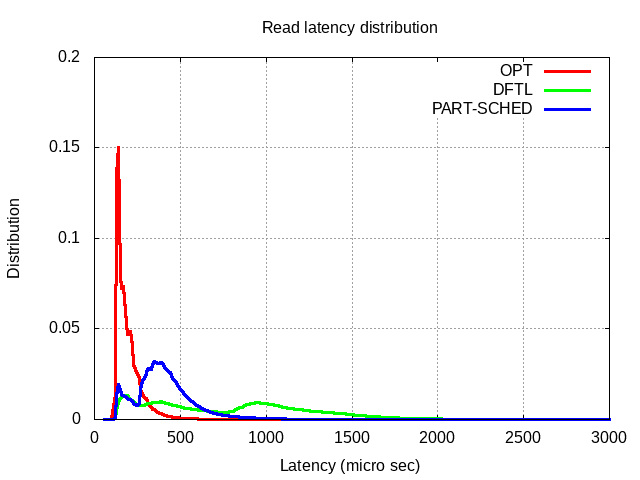 Read latency distribution
0.2
0.15
0.1
0.05
0
Distribution
OPT
DFTL
PART-SCHED
0 500 1000 1500 2000 2500 3000
Latency (micro sec)